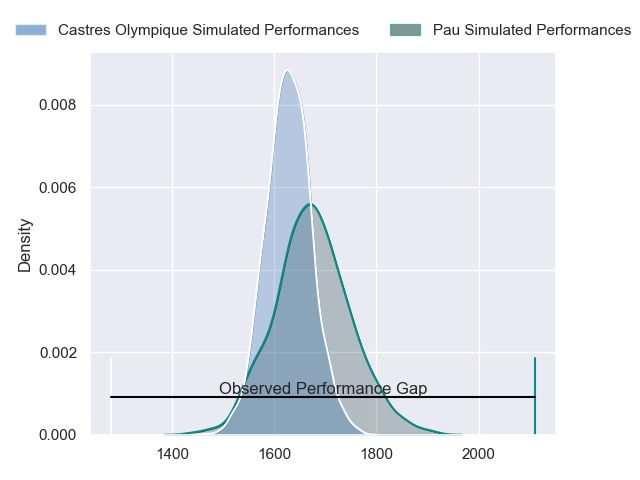 Castres Olympique Simulated Performances
Pau Simulated Performances
Density
0.008
0.006
0.004
0.002
0.000
Observed Performance Gap
1400
1600
1800
2000